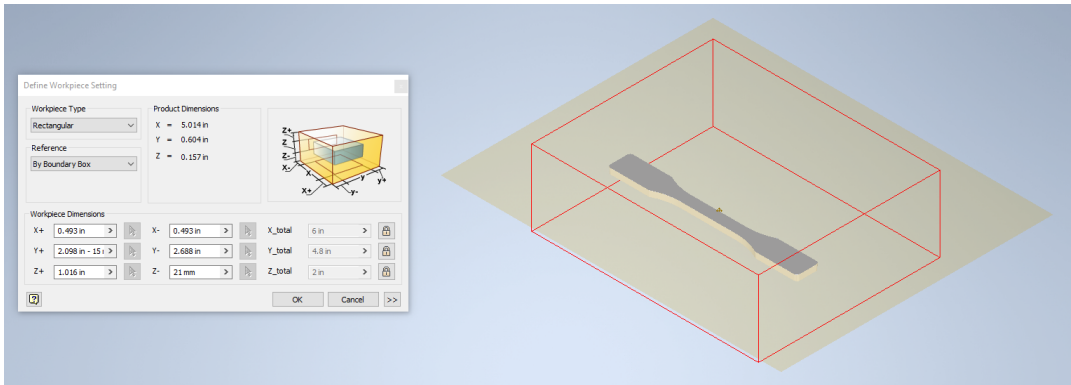 Define Workpiece Setting
Workpiece Type
Rectangular
Reference
By Boundary Box
Product Dimensions
X = 5.014 in
Y = 0.604 in
Z = 0.157 in
Z+
Z
Z-
X-
X
X+
y-
y
y+
Workpiece Dimensions
X+ 0.493 in > X- 0.493 in > X_total 6 in >
Y+ 2.098 in - 15 > Y- 2.688 in > Y_total 4.8 in >
Z+ 1.016 in > Z- 21 mm > Z_total 2 in >
? OK Cancel >>